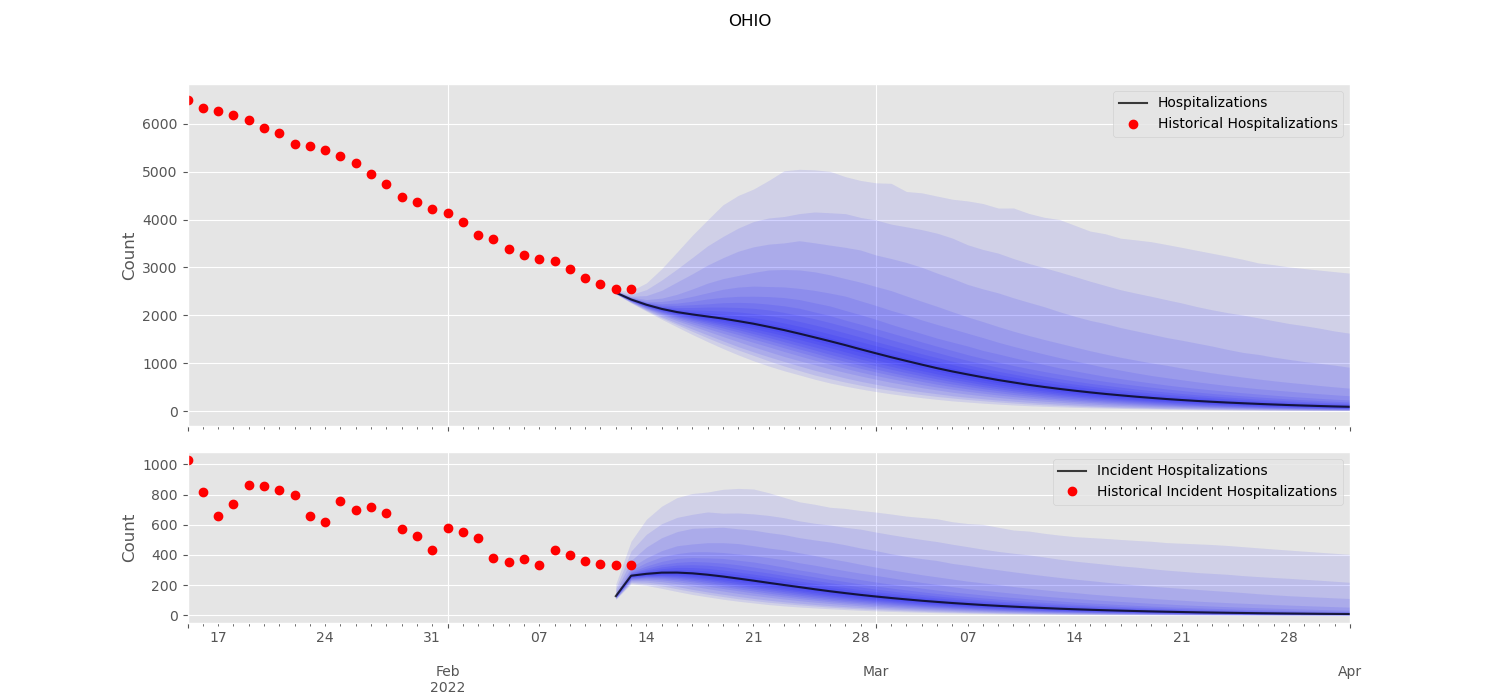 OHIO
Count
6000
5000
4000
3000
2000
1000
0
Hospitalizations
Historical Hospitalizations
Count
1000
800
600
400
200
0
Incident Hospitalizations
Historical Incident Hospitalizations
17 24 31 07 14 21 28 07 14 21 28
Feb Mar Apr
2022